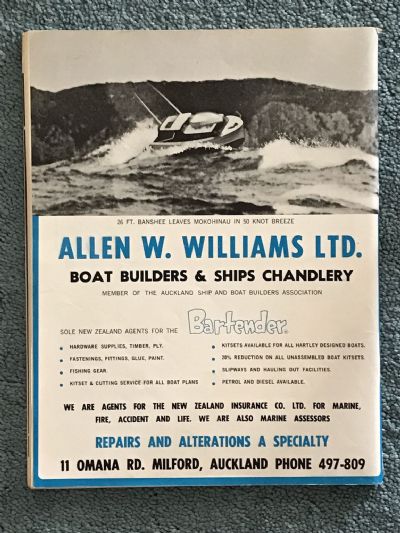 26 FT. BANSHEE LEAVES MOKOHINAU IN 50 KNOT BREEZE
ALLEN W. WILLIAMS LTD.
BOAT BUILDERS & SHIPS CHANDLERY
MEMBER OF THE AUCKLAND SHIP AND BOAT BUILDERS ASSOCIATION
SOLE NEW ZEALAND AGENTS FOR THE Bartender
• HARDWARE SUPPLIES, TIMBER, PLY.
• FASTENINGS, FITTINGS, GLUE, PAINT.
• FISHING GEAR.
• KITSET & CUTTING SERVICE FOR ALL BOAT PLANS
• KITSETS AVAILABLE FOR ALL HARTLEY DESIGNED BOATS.
• 20% REDUCTION ON ALL UNASSEMBLED BOAT KITSETS.
• SLIPWAYS AND HAULING OUT FACILITIES.
• PETROL AND DIESEL AVAILABLE.
WE ARE AGENTS FOR THE NEW ZEALAND INSURANCE CO. LTD. FOR MARINE,
FIRE, ACCIDENT AND LIFE. WE ARE ALSO MARINE ASSESSORS
REPAIRS AND ALTERATIONS A SPECIALTY
11 OMANA RD. MILFORD, AUCKLAND PHONE 497-809